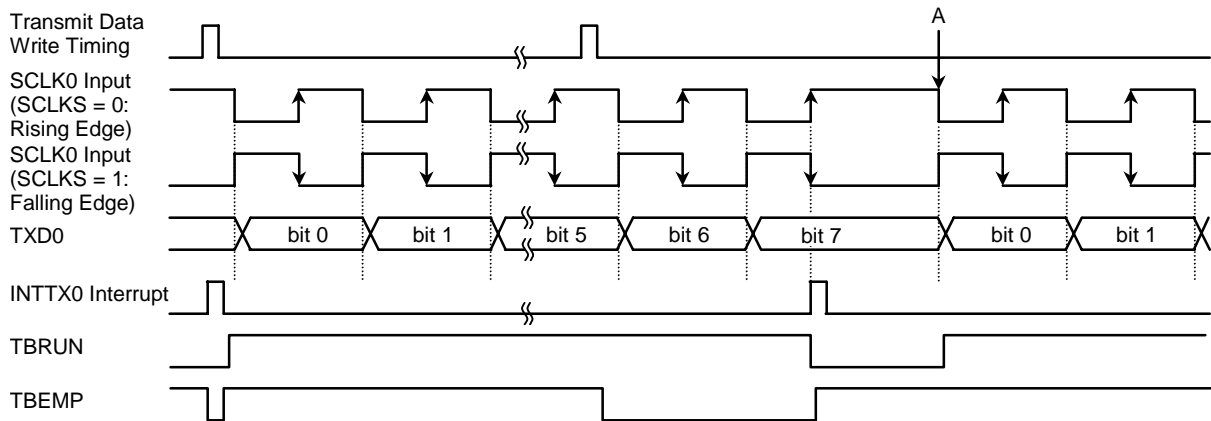 Transmit Data
Write Timing
A
SCLK0 Input
(SCLKS = 0:
Rising Edge)
SCLK0 Input
(SCLKS = 1:
Falling Edge)
TXD0
bit 0
bit 1
bit 5
bit 6
bit 7
bit 0
bit 1
INTTX0 Interrupt
TBRUN
TBEMP